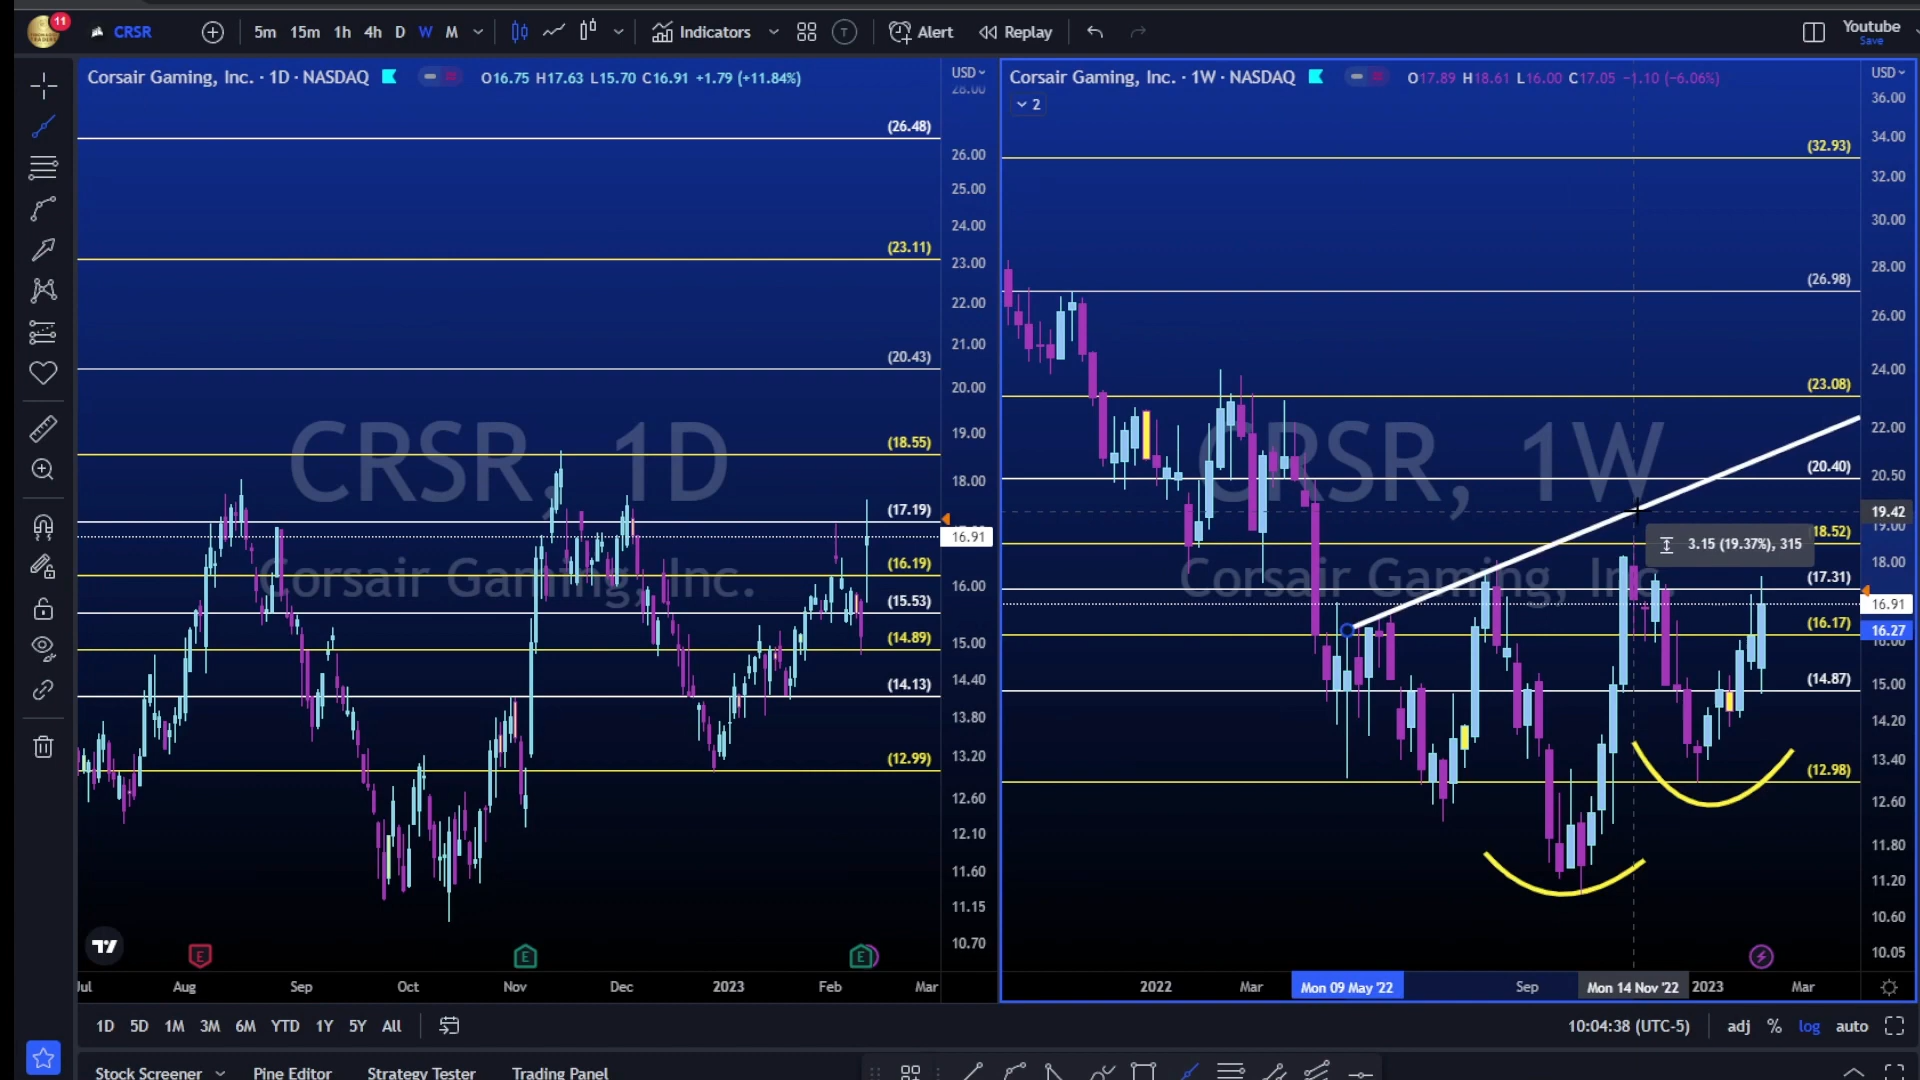 11
CRSR
5m 15m 1h 4h D W M
Indicators
T
Alert
Replay
Youtube
Save
Corsair Gaming, Inc. · 1D · NASDAQ
O16.75 H17.63 L15.70 C16.91 +1.79 (+11.84%)
USD
28.00
(26.48)
26.00
25.00
24.00
(23.11)
23.00
22.00
21.00
(20.43)
20.00
19.00
(18.55)
18.00
(17.19)
16.91
(16.19)
16.00
(15.53)
15.00
(14.89)
14.40
(14.13)
13.80
13.20
(12.99)
12.60
12.10
11.60
11.15
10.70
CRSR, 1D
Corsair Gaming, Inc.
E
E
E
Jul Aug Sep Oct Nov Dec 2023 Feb Mar
Corsair Gaming, Inc. · 1W · NASDAQ
O17.89 H18.61 L16.00 C17.05 −1.10 (−6.06%)
2
USD
36.00
34.00
(32.93)
32.00
30.00
28.00
(26.98)
26.00
24.00
(23.08)
22.00
20.50
(20.40)
19.42
19.00
18.52)
3.15 (19.37%), 315
18.00
(17.31)
16.91
16.27
(16.17)
16.00
15.00
(14.87)
14.20
13.40
(12.98)
12.60
11.80
11.20
10.60
10.05
CRSR, 1W
Corsair Gaming, Inc.
2022 Mar Mon 09 May '22 Sep Mon 14 Nov '22 2023 Mar
1D 5D 1M 3M 6M YTD 1Y 5Y All
10:04:38 (UTC-5)
adj % log auto
Stock Screener
Pine Editor
Strategy Tester
Trading Panel